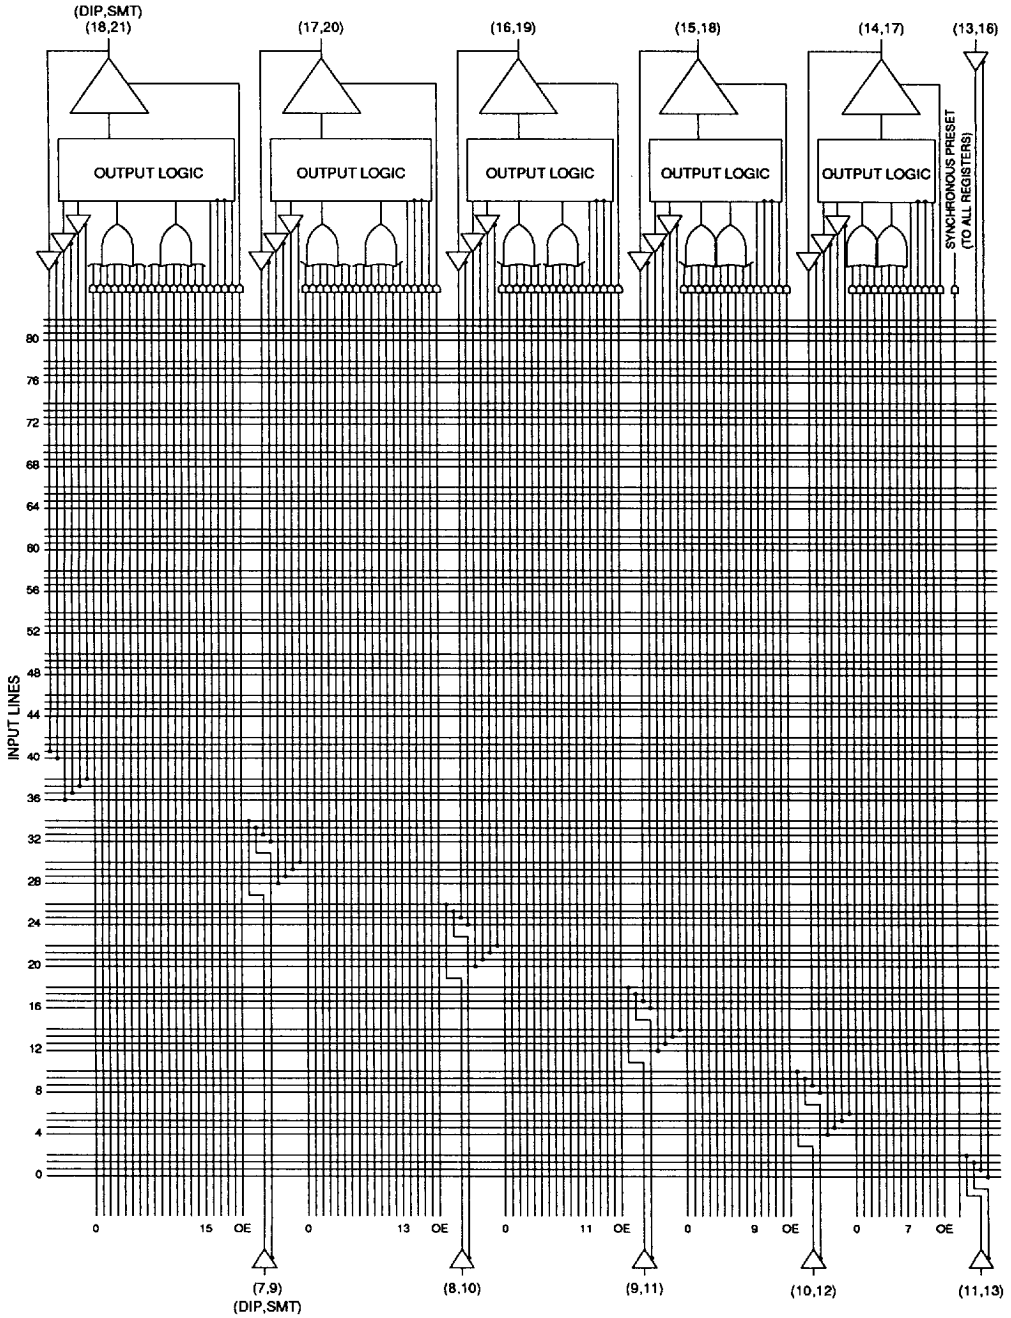 (DIP,SMT)
(18,21) (17,20) (16,19) (15,18) (14,17) (13,16)
OUTPUT LOGIC OUTPUT LOGIC OUTPUT LOGIC OUTPUT LOGIC OUTPUT LOGIC
SYNCHRONOUS PRESET
(TO ALL REGISTERS)
80
76
72
68
64
60
56
52
48
44
40
36
32
28
24
20
16
12
8
4
0
INPUT LINES
0 15 OE 0 13 OE 0 11 OE 0 9 OE 0 7 OE
(7,9) (8,10) (9,11) (10,12) (11,13)
(DIP,SMT)